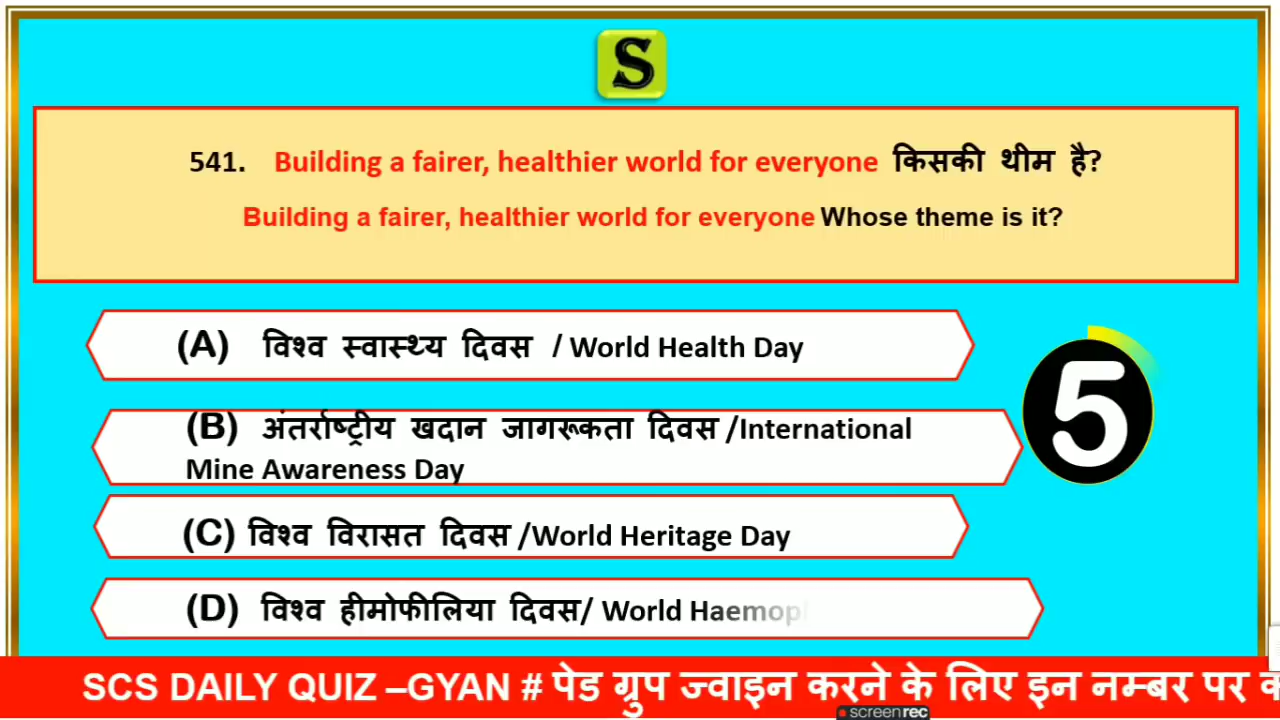 S
541. Building a fairer, healthier world for everyone किसकी थीम है?
Building a fairer, healthier world for everyone Whose theme is it?
(A) विश्व स्वास्थ्य दिवस / World Health Day
(B) अंतर्राष्ट्रीय खदान जागरूकता दिवस /International
Mine Awareness Day
5
(C) विश्व विरासत दिवस /World Heritage Day
(D) विश्व हीमोफीलिया दिवस/ World Haemop
SCS DAILY QUIZ –GYAN # पेड ग्रुप ज्वाइन करने के लिए इन नम्बर पर
screenrec